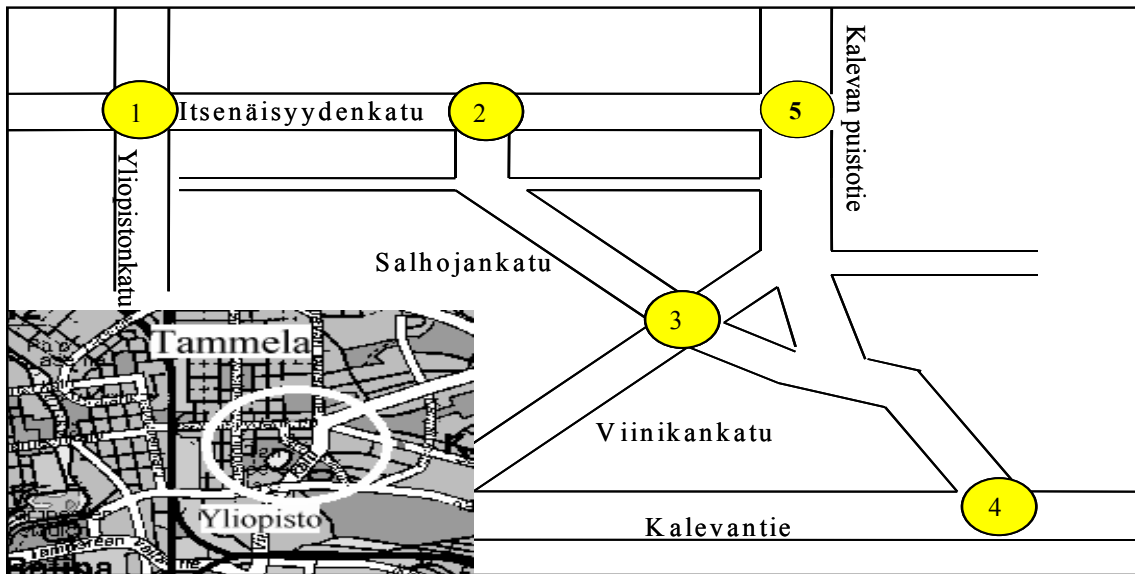 1
Itsenäisyydenkatu
2
5
Kalevan puistotie
Yliopistonkatu
Salhojankatu
3
Tammela
Yliopisto
Viinikankatu
4
Kalevantie